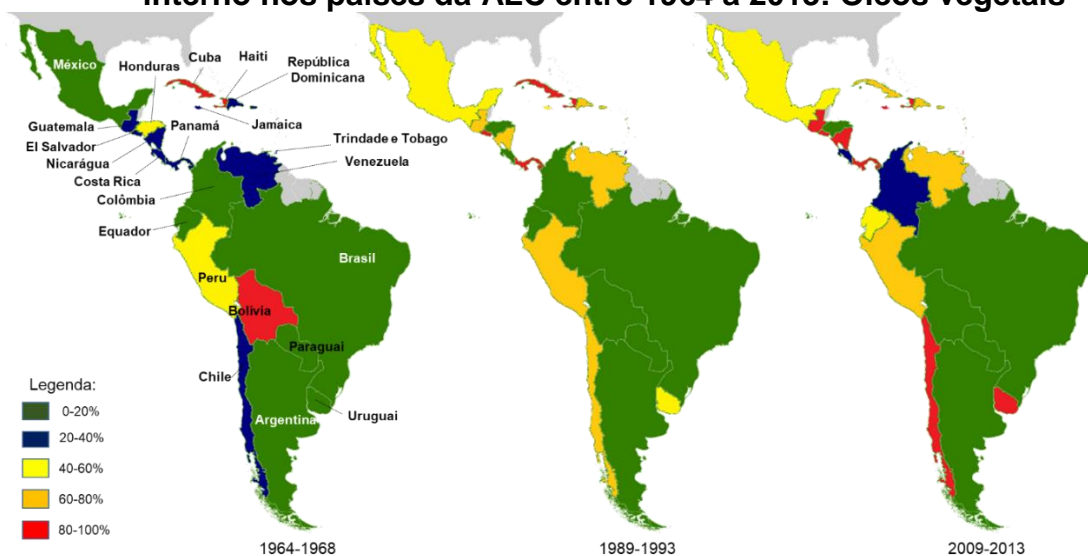 interno nos países da ALC entre 1964 a 2013: Óleos vegetais
México
Honduras
Cuba
Haiti
República
Dominicana
Guatemala
Panamá
Jamaica
El Salvador
Trindade e Tobago
Nicarágua
Venezuela
Costa Rica
Colômbia
Equador
Brasil
Peru
Bolivia
Paraguai
Chile
Argentina
Uruguai
Legenda:
0-20%
20-40%
40-60%
60-80%
80-100%
1964-1968
1989-1993
2009-2013